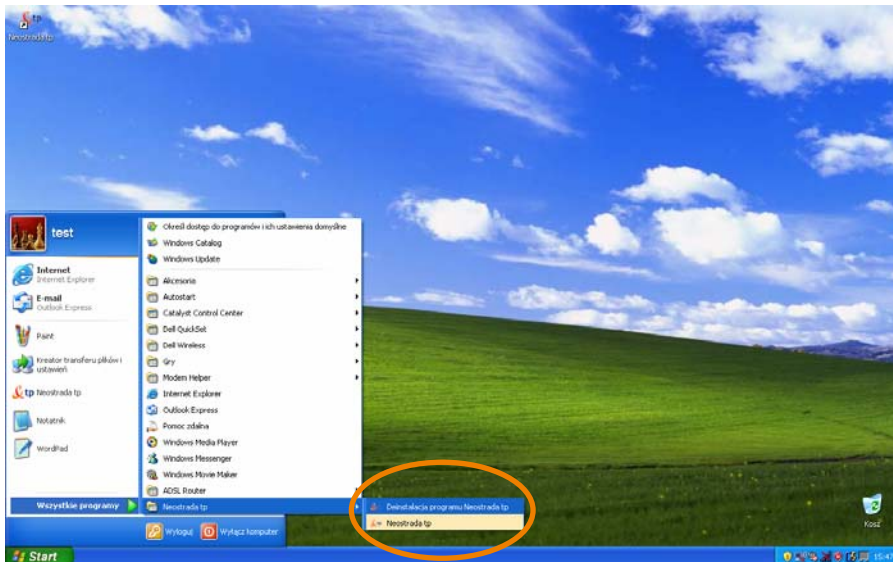 tp
Neostrada tp
test
Internet
Internet Explorer
E-mail
Outlook Express
Paint
Kreator transferu plików i
ustawień
tp Neostrada tp
Notatnik
WordPad
Wszystkie programy
Określ dostęp do programów i ich ustawienia domyślne
Windows Catalog
Windows Update
Akcesoria
Autostart
Catalyst Control Center
Dell QuickSet
Dell Wireless
Gry
Modem Helper
Internet Explorer
Outlook Express
Pomoc zdalna
Windows Media Player
Windows Messenger
Windows Movie Maker
ADSL Router
Neostrada tp
Deinstalacja programu Neostrada tp
Neostrada tp
Wyloguj
Wyłącz komputer
Kosz
Start
15:47